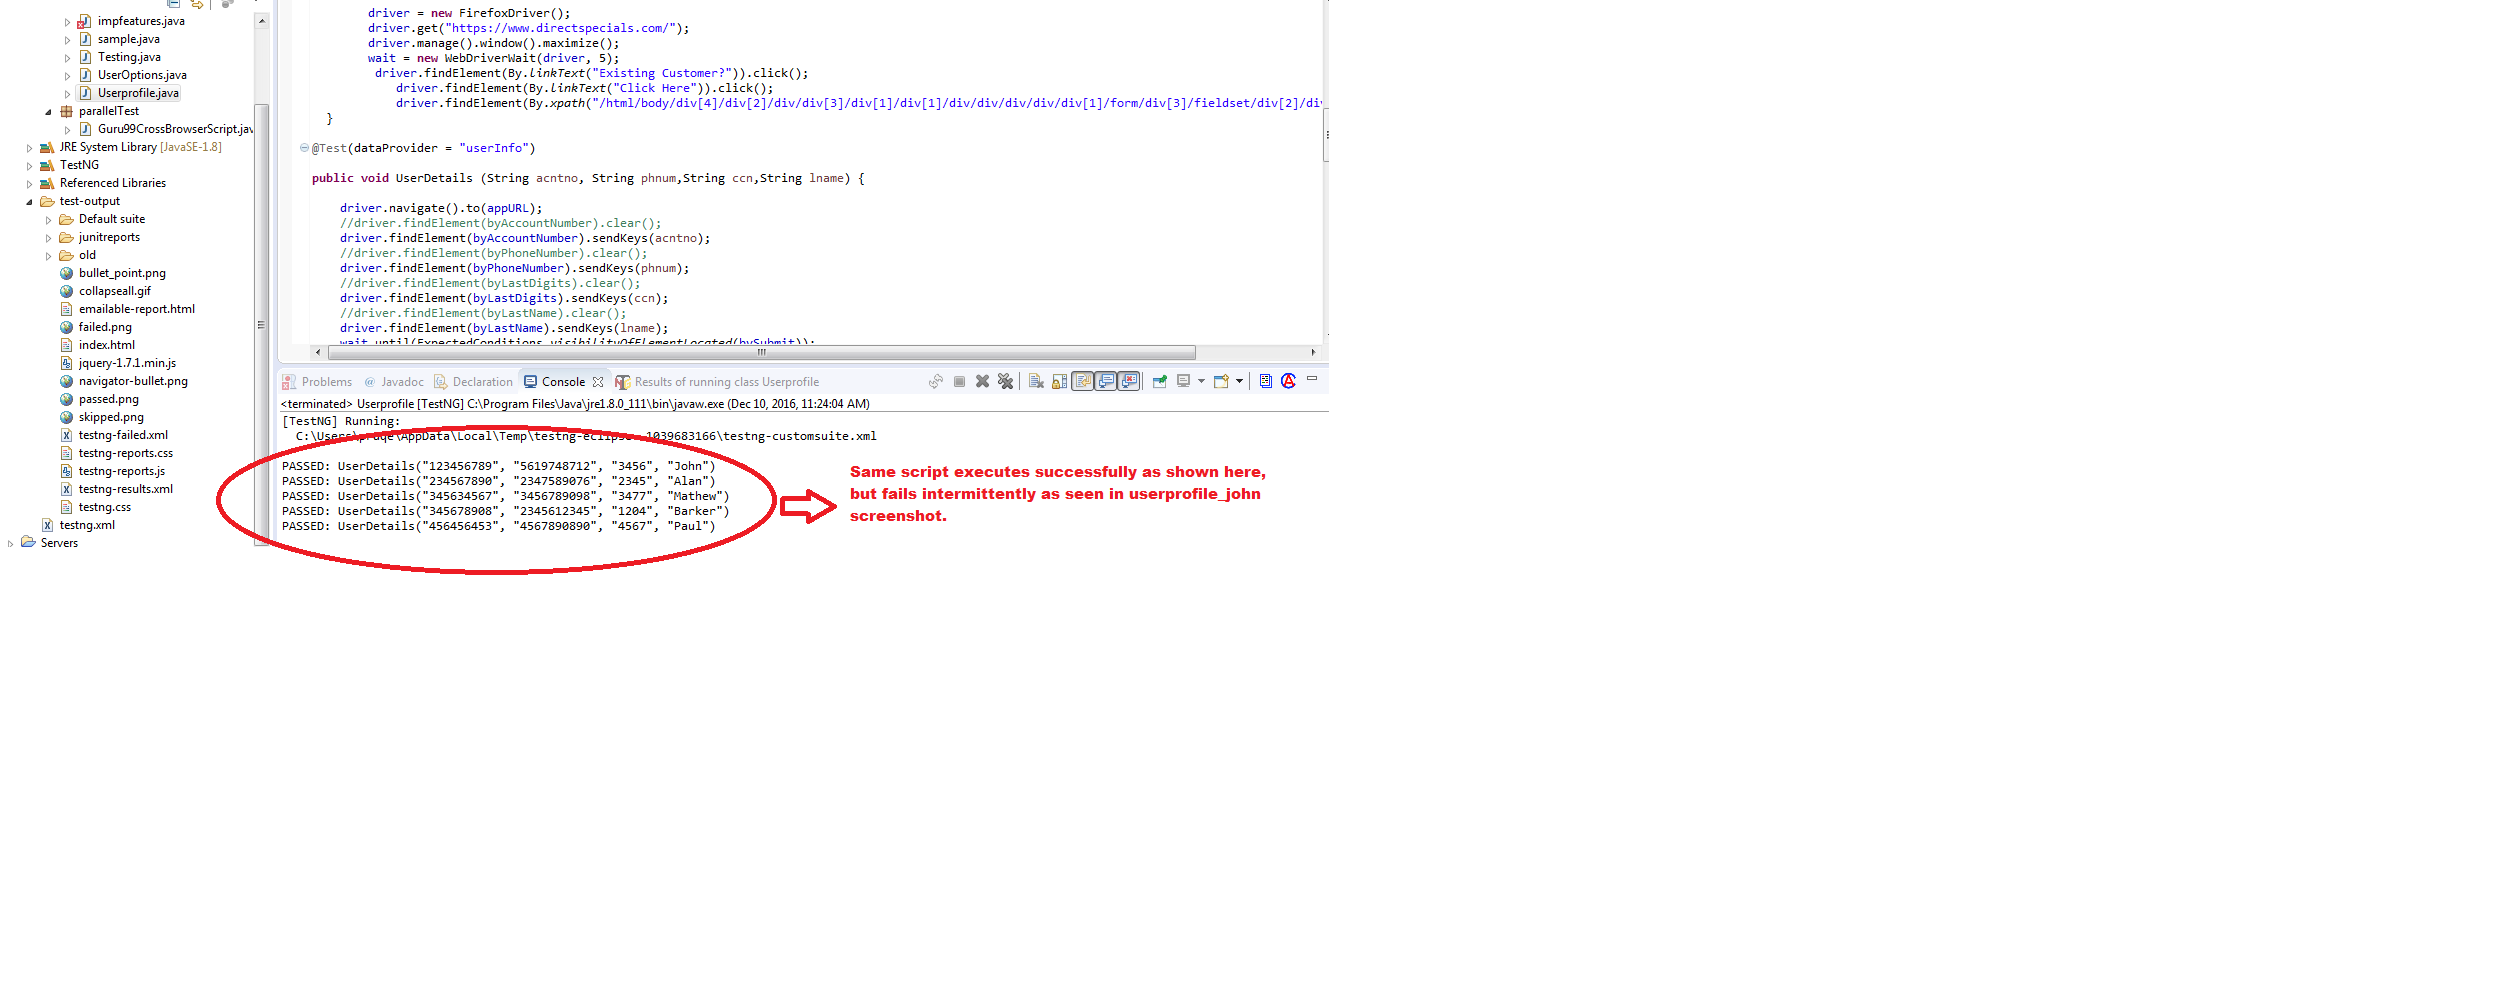 impfeatures.java
sample.java
Testing.java
UserOptions.java
Userprofile.java
parallelTest
Guru99CrossBrowserScript.jav
JRE System Library [JavaSE-1.8]
TestNG
Referenced Libraries
test-output
Default suite
junitreports
old
bullet_point.png
collapseall.gif
emailable-report.html
failed.png
index.html
jquery-1.7.1.min.js
navigator-bullet.png
passed.png
skipped.png
testng-failed.xml
testng-reports.css
testng-reports.js
testng-results.xml
testng.css
testng.xml
Servers
driver = new FirefoxDriver();
driver.get("https://www.directspecials.com/");
driver.manage().window().maximize();
wait = new WebDriverWait(driver, 5);
driver.findElement(By.linkText("Existing Customer?")).click();
driver.findElement(By.linkText("Click Here")).click();
driver.findElement(By.xpath("/html/body/div[4]/div[2]/div/div[3]/div[1]/div[1]/div/div/div/div/div[1]/form/div[3]/fieldset/div[2]/div
}
@Test(dataProvider = "userInfo")
public void UserDetails (String acntno, String phnum,String ccn,String lname) {
driver.navigate().to(appURL);
//driver.findElement(byAccountNumber).clear();
driver.findElement(byAccountNumber).sendKeys(acntno);
//driver.findElement(byPhoneNumber).clear();
driver.findElement(byPhoneNumber).sendKeys(phnum);
//driver.findElement(byLastDigits).clear();
driver.findElement(byLastDigits).sendKeys(ccn);
//driver.findElement(byLastName).clear();
driver.findElement(byLastName).sendKeys(lname);
wait.until(ExpectedConditions.visibilityOfElementLocated(bySubmit));
Problems @ Javadoc Declaration Console Results of running class Userprofile
<terminated> Userprofile [TestNG] C:\Program Files\Java\jre1.8.0_111\bin\javaw.exe (Dec 10, 2016, 11:24:04 AM)
[TestNG] Running:
C:\Users\pruqe\AppData\Local\Temp\testng-eclipse--1039683166\testng-customsuite.xml
PASSED: UserDetails("123456789", "5619748712", "3456", "John")
PASSED: UserDetails("234567890", "2347589076", "2345", "Alan")
PASSED: UserDetails("345634567", "3456789098", "3477", "Mathew")
PASSED: UserDetails("345678908", "2345612345", "1204", "Barker")
PASSED: UserDetails("456456453", "4567890890", "4567", "Paul")
Same script executes successfully as shown here,
but fails intermittently as seen in userprofile_john
screenshot.